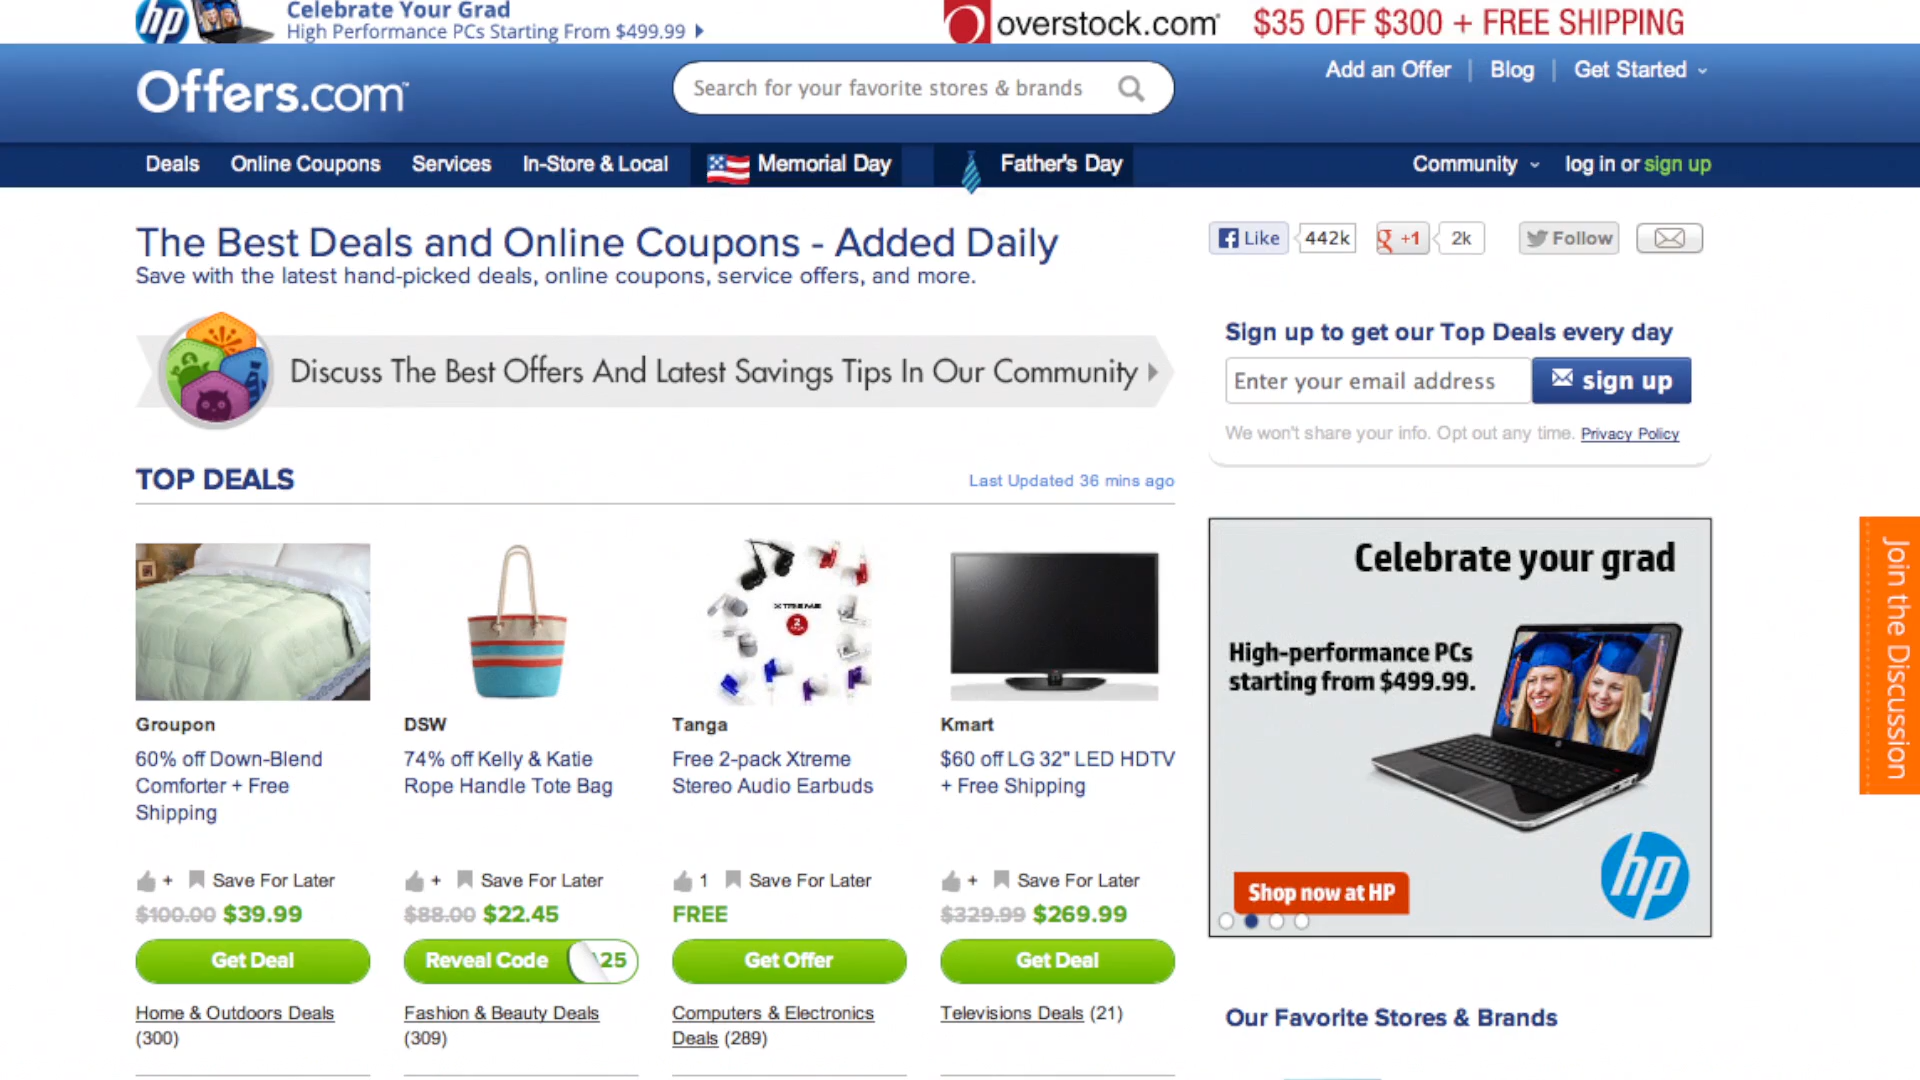 hp
Celebrate Your Grad
High Performance PCs Starting From $499.99
overstock.com
$35 OFF $300 + FREE SHIPPING
Offers.com
Search for your favorite stores & brands
Add an Offer
Blog
Get Started
Deals
Online Coupons
Services
In-Store & Local
Memorial Day
Father's Day
Community
log in or sign up
The Best Deals and Online Coupons - Added Daily
Save with the latest hand-picked deals, online coupons, service offers, and more.
Like
442k
+1
2k
Follow
Discuss The Best Offers And Latest Savings Tips In Our Community
Sign up to get our Top Deals every day
Enter your email address
sign up
We won't share your info. Opt out any time. Privacy Policy
TOP DEALS
Last Updated 36 mins ago
XTREME
2
Groupon
60% off Down-Blend
Comforter + Free
Shipping
+ Save For Later
$100.00 $39.99
Get Deal
Home & Outdoors Deals
(300)
DSW
74% off Kelly & Katie
Rope Handle Tote Bag
+ Save For Later
$88.00 $22.45
Reveal Code
25
Fashion & Beauty Deals
(309)
Tanga
Free 2-pack Xtreme
Stereo Audio Earbuds
1 Save For Later
FREE
Get Offer
Computers & Electronics
Deals (289)
Kmart
$60 off LG 32" LED HDTV
+ Free Shipping
+ Save For Later
$329.99 $269.99
Get Deal
Televisions Deals (21)
Celebrate your grad
High-performance PCs
starting from $499.99.
hp
Shop now at HP
Join the Discussion
Our Favorite Stores & Brands